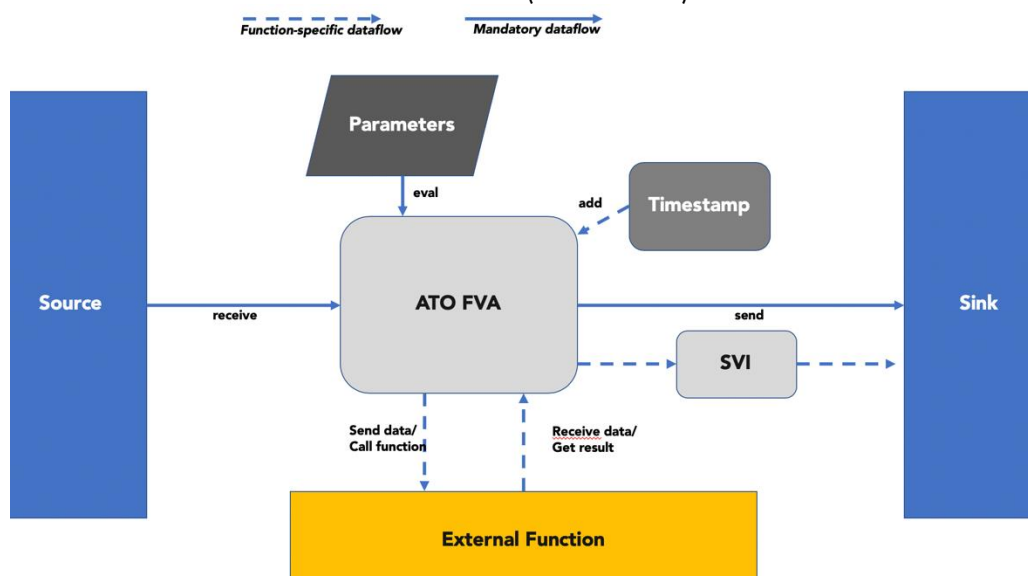 Function-specific dataflow
Mandatory dataflow
Parameters
eval
add
Timestamp
Source
receive
ATO FVA
send
Sink
SVI
Send data/
Call function
Receive data/
Get result
External Function